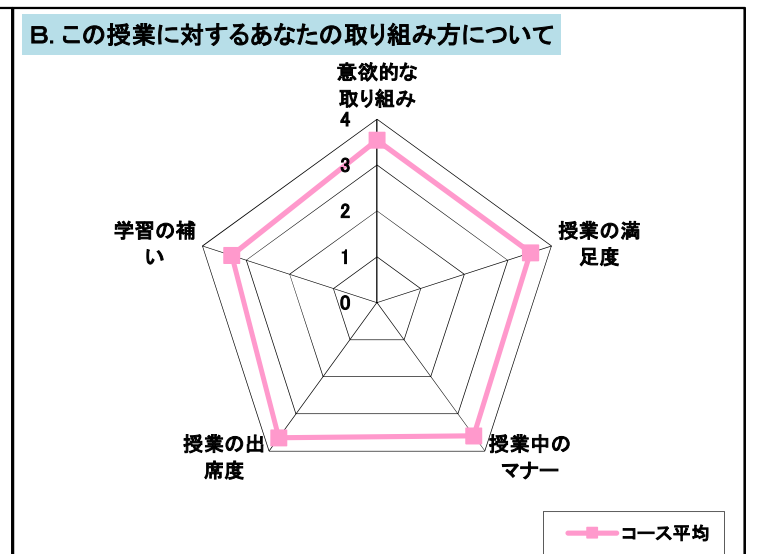 B. この授業に対するあなたの取り組み方について
意欲的な
取り組み
4
3
2
1
0
授業の満
足度
授業中の
マナー
授業の出
席度
学習の補
い
コース平均